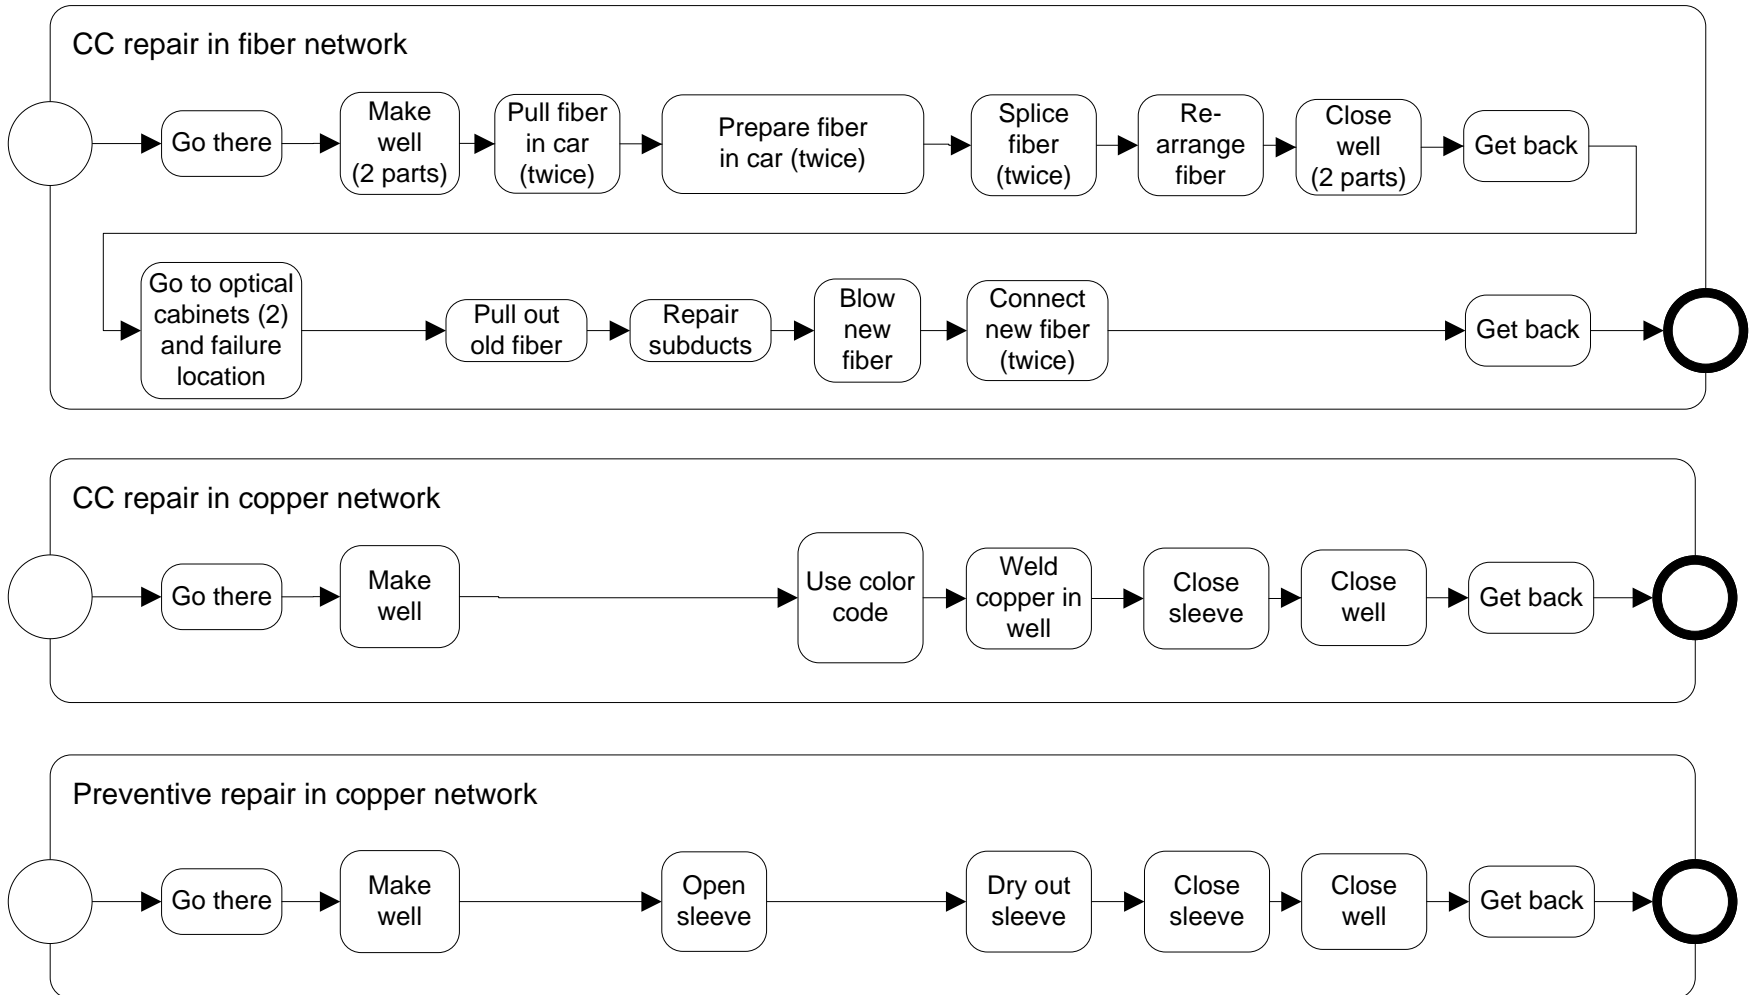 CC repair in fiber network
Go there
Make
well
(2 parts)
Pull fiber
in car
(twice)
Prepare fiber
in car (twice)
Splice
fiber
(twice)
Re-
arrange
fiber
Close
well
(2 parts)
Get back
Go to optical
cabinets (2)
and failure
location
Pull out
old fiber
Repair
subducts
Blow
new
fiber
Connect
new fiber
(twice)
Get back
CC repair in copper network
Go there
Make
well
Use color
code
Weld
copper in
well
Close
sleeve
Close
well
Get back
Preventive repair in copper network
Go there
Make
well
Open
sleeve
Dry out
sleeve
Close
sleeve
Close
well
Get back